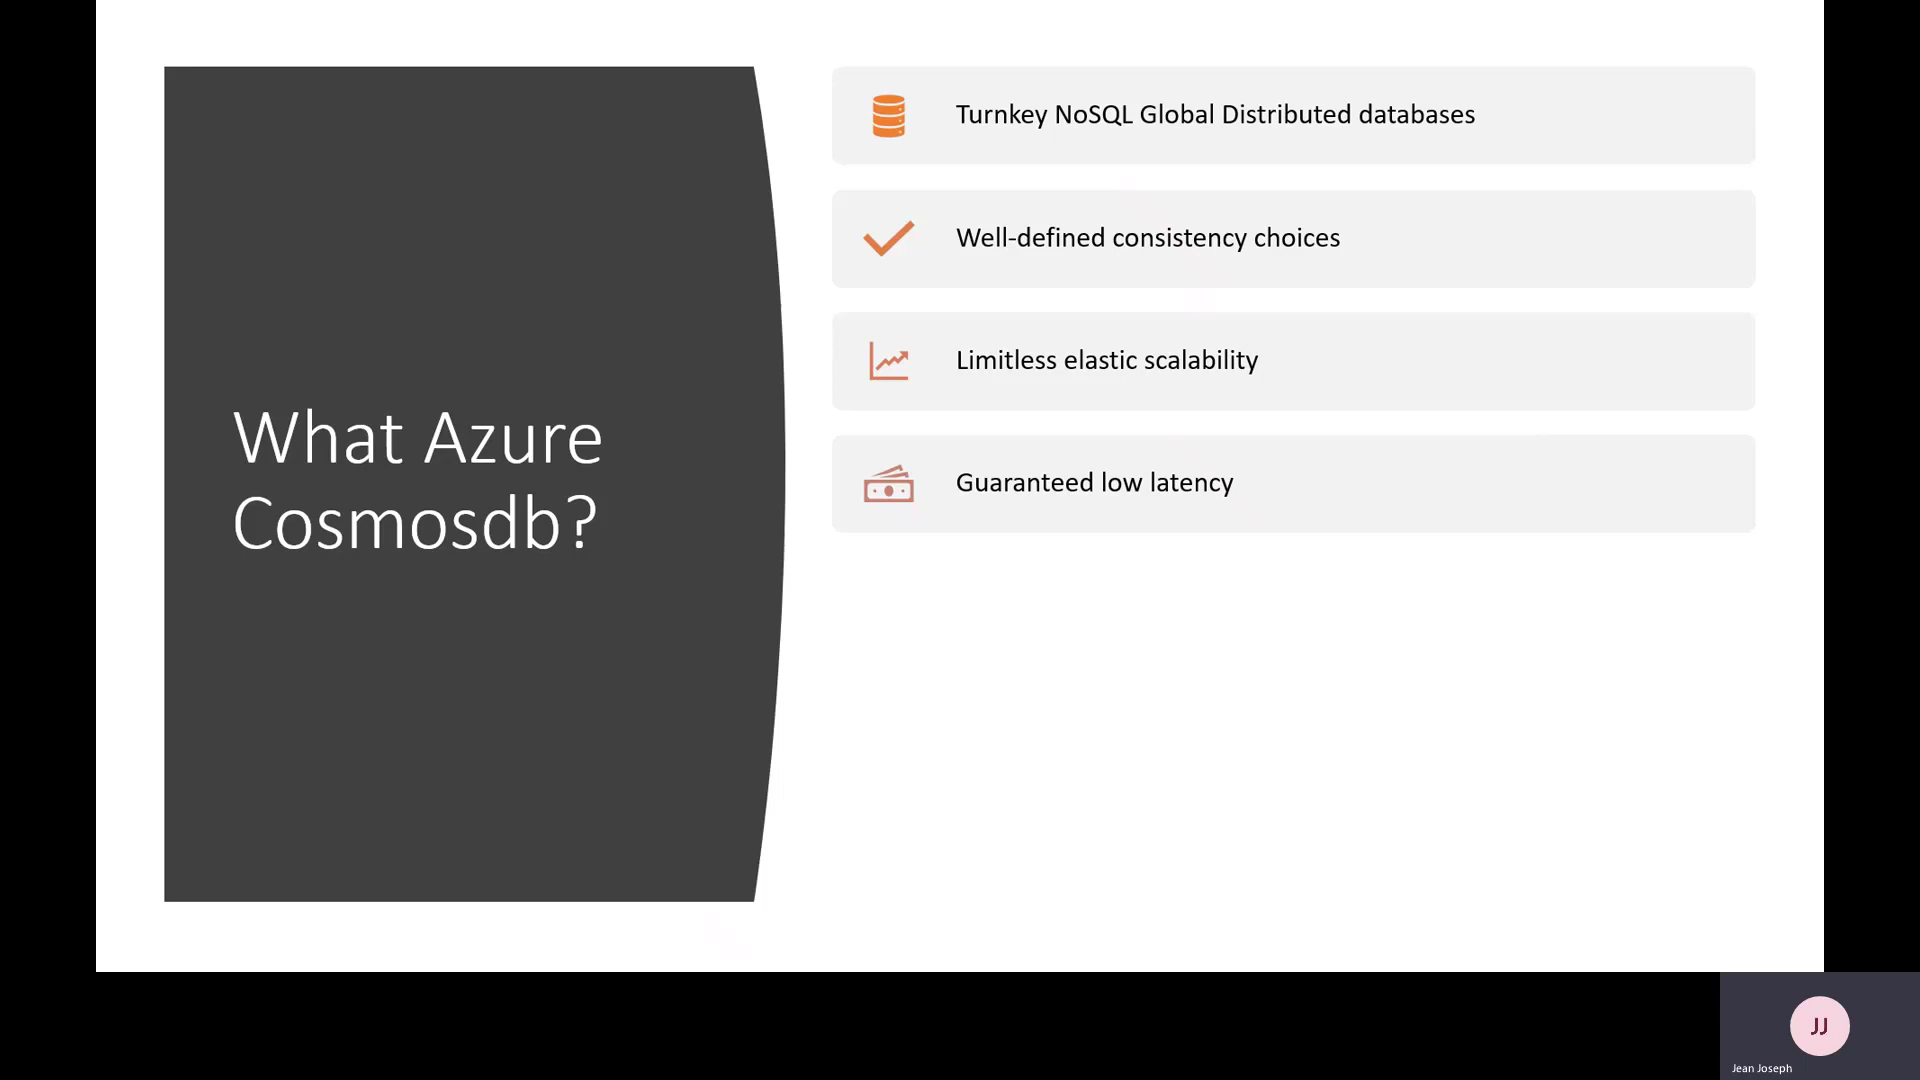 What Azure
Cosmosdb?
Turnkey NoSQL Global Distributed databases
Well-defined consistency choices
Limitless elastic scalability
Guaranteed low latency
JJ
Jean Joseph